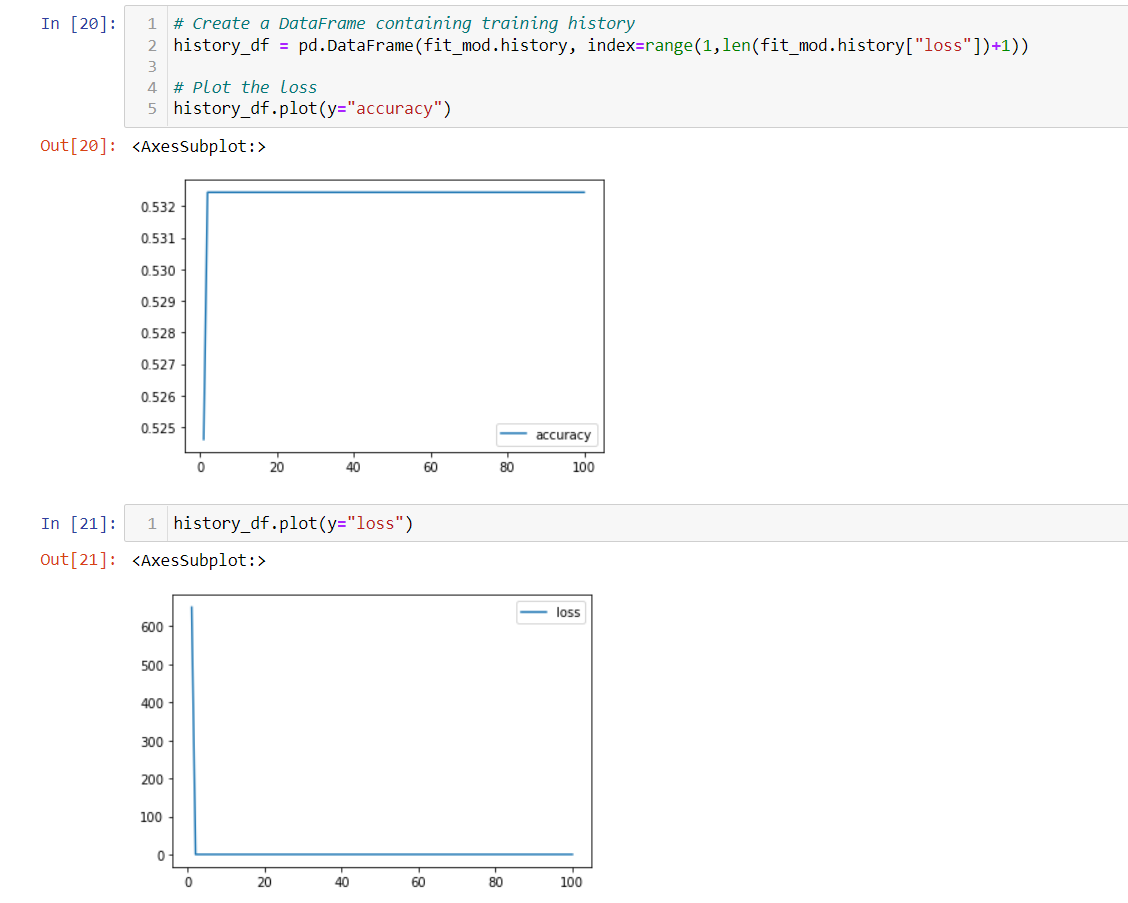 In [20]:
1 # Create a DataFrame containing training history
2 history_df = pd.DataFrame(fit_mod.history, index=range(1,len(fit_mod.history["loss"])+1))
3
4 # Plot the loss
5 history_df.plot(y="accuracy")
Out[20]: <AxesSubplot:>
0.532
0.531
0.530
0.529
0.528
0.527
0.526
0.525
accuracy
0 20 40 60 80 100
In [21]: 1 history_df.plot(y="loss")
Out[21]: <AxesSubplot:>
loss
600
500
400
300
200
100
0
0 20 40 60 80 100